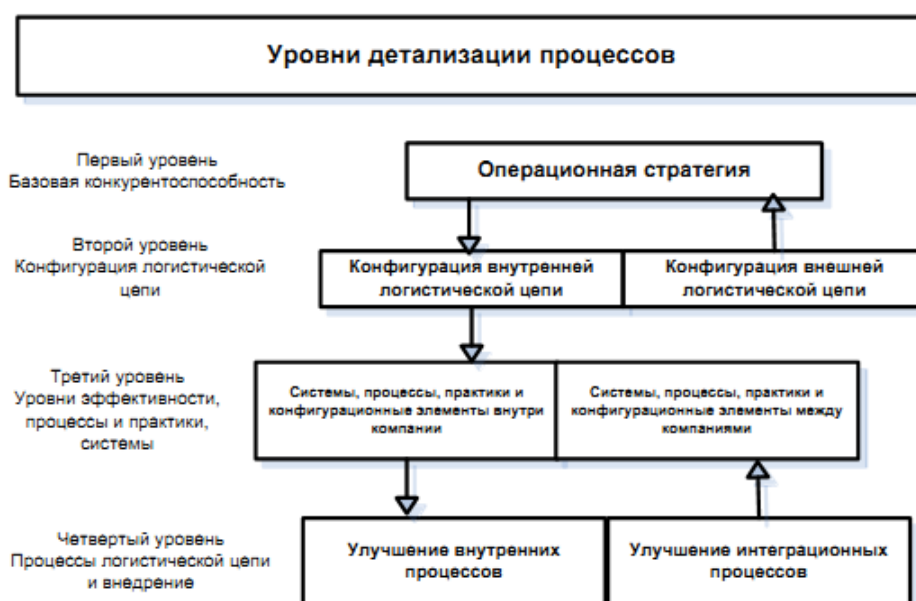 Уровни детализации процессов
Первый уровень
Базовая конкурентоспособность
Операционная стратегия
Второй уровень
Конфигурация логистической
цепи
Конфигурация внутренней
логистической цепи
Конфигурация внешней
логистической цепи
Третий уровень
Уровни эффективности,
процессы и практики,
системы
Системы, процессы, практики и
конфигурационные элементы внутри
компании
Системы, процессы, практики и
конфигурационные элементы между
компаниями
Четвертый уровень
Процессы логистической цепи
и внедрение
Улучшение внутренних
процессов
Улучшение интеграционных
процессов